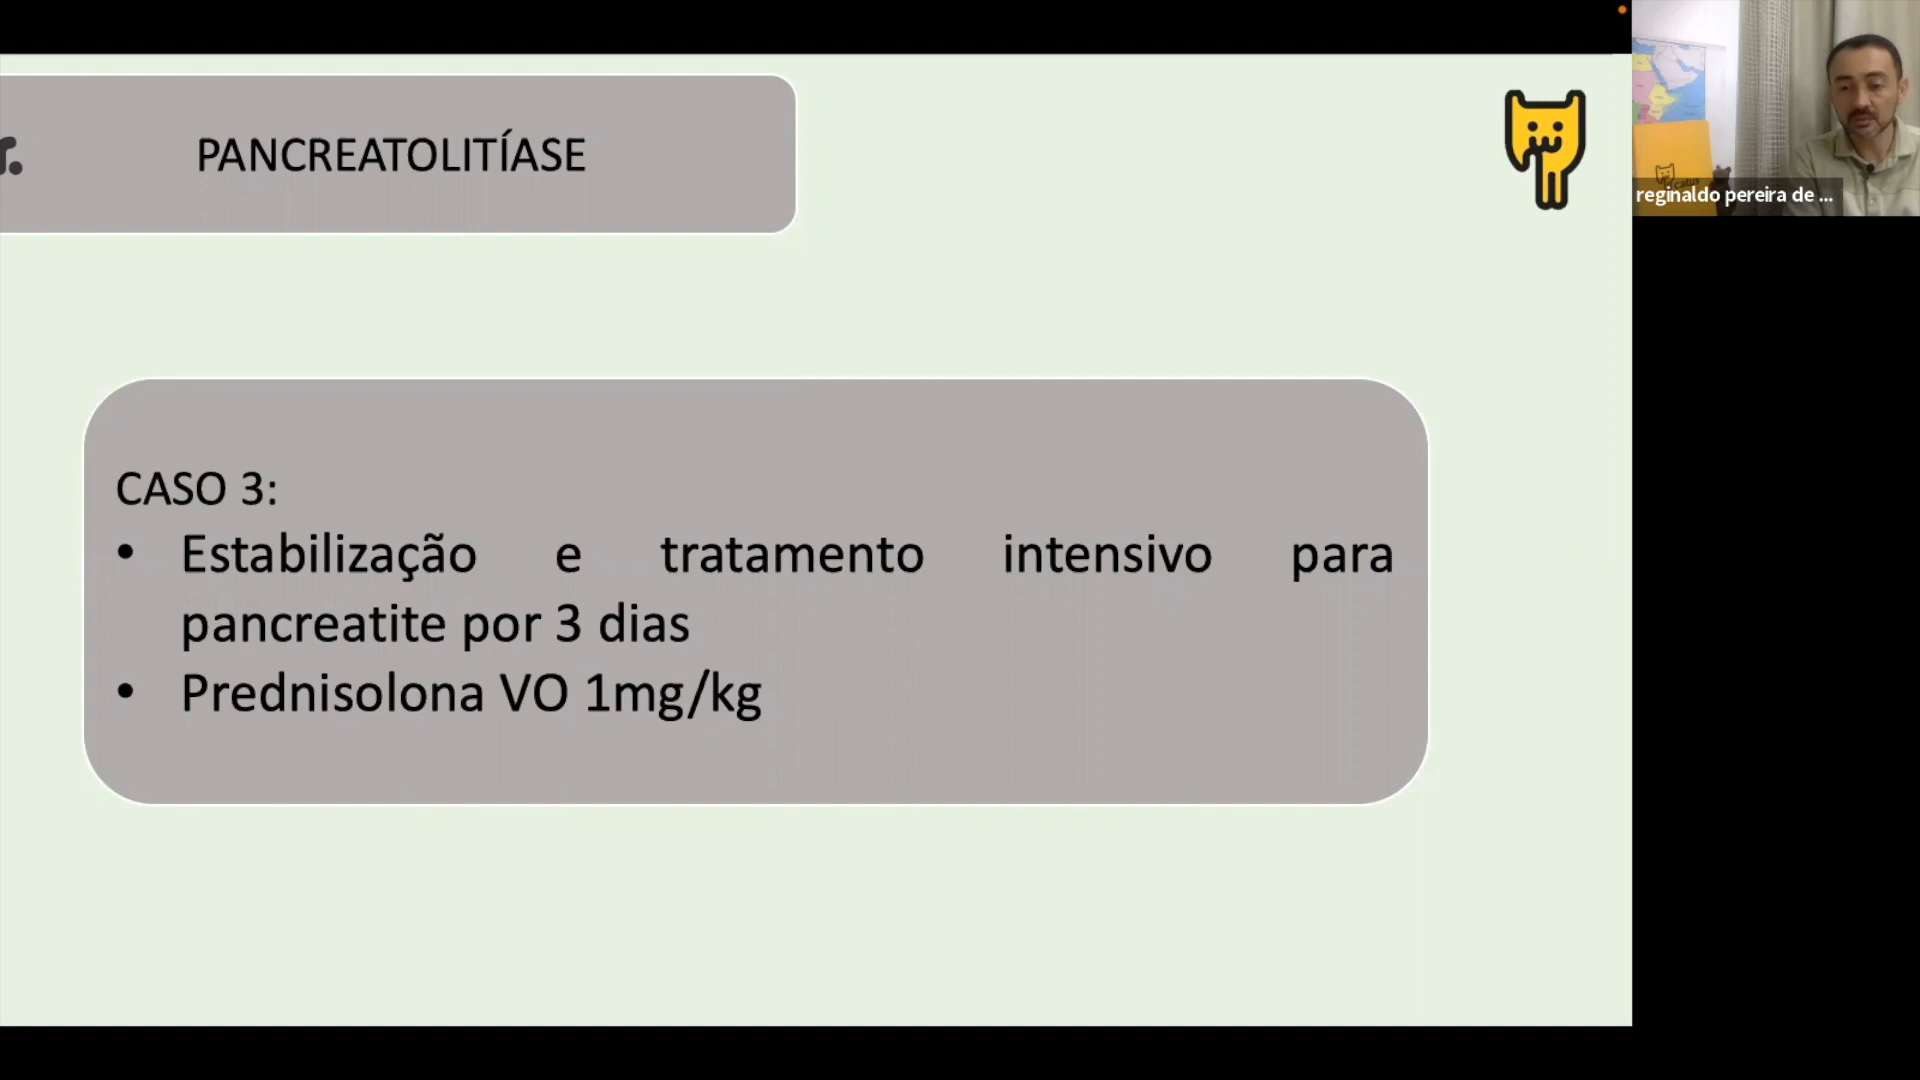 r.
PANCREATOLITÍASE
reginaldo pereira de ...
CASO 3:
• Estabilização e tratamento intensivo para
pancreatite por 3 dias
• Prednisolona VO 1mg/kg